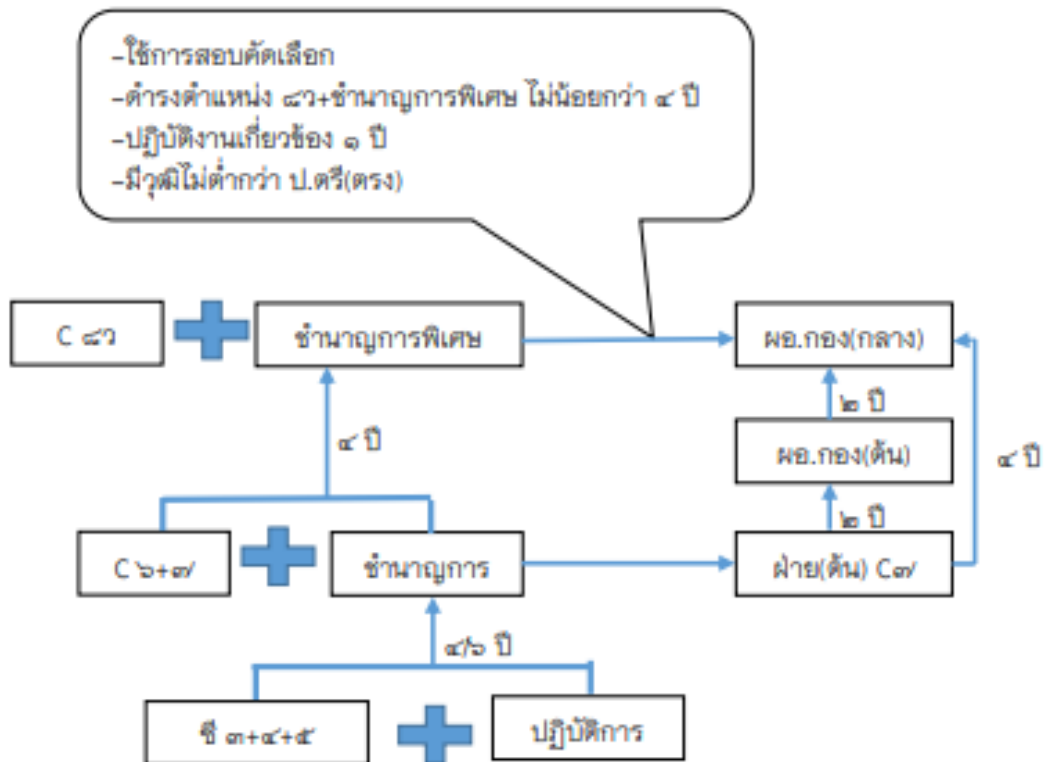 -ใช้การสอบคัดเลือก
-ดำรงตำแหน่ง ๘ว+ชำนาญการพิเศษ ไม่น้อยกว่า ๔ ปี
-ปฏิบัติงานเกี่ยวข้อง ๑ ปี
-มีวุฒิไม่ต่ำกว่า ป.ตรี(ตรง)
C ๘ว
ชำนาญการพิเศษ
ผอ.กอง(กลาง)
๒ ปี
๔ ปี
ผอ.กอง(ต้น)
๔ ปี
๒ ปี
C ๖+๗
ชำนาญการ
ฝ่าย(ต้น) C๗
๔/๖ ปี
ซี ๓+๔+๕
ปฏิบัติการ